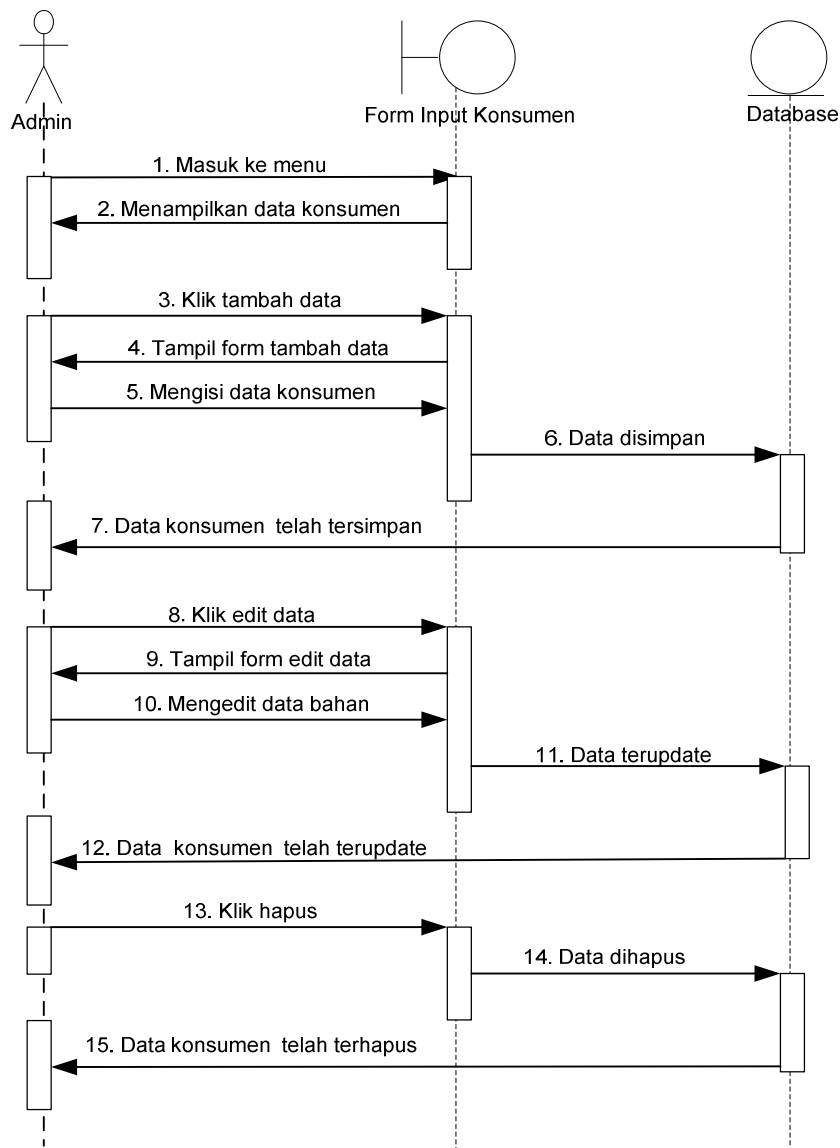 Admin
Form Input Konsumen
Database
1. Masuk ke menu
2. Menampilkan data konsumen
3. Klik tambah data
4. Tampil form tambah data
5. Mengisi data konsumen
6. Data disimpan
7. Data konsumen telah tersimpan
8. Klik edit data
9. Tampil form edit data
10. Mengedit data bahan
11. Data terupdate
12. Data konsumen telah terupdate
13. Klik hapus
14. Data dihapus
15. Data konsumen telah terhapus